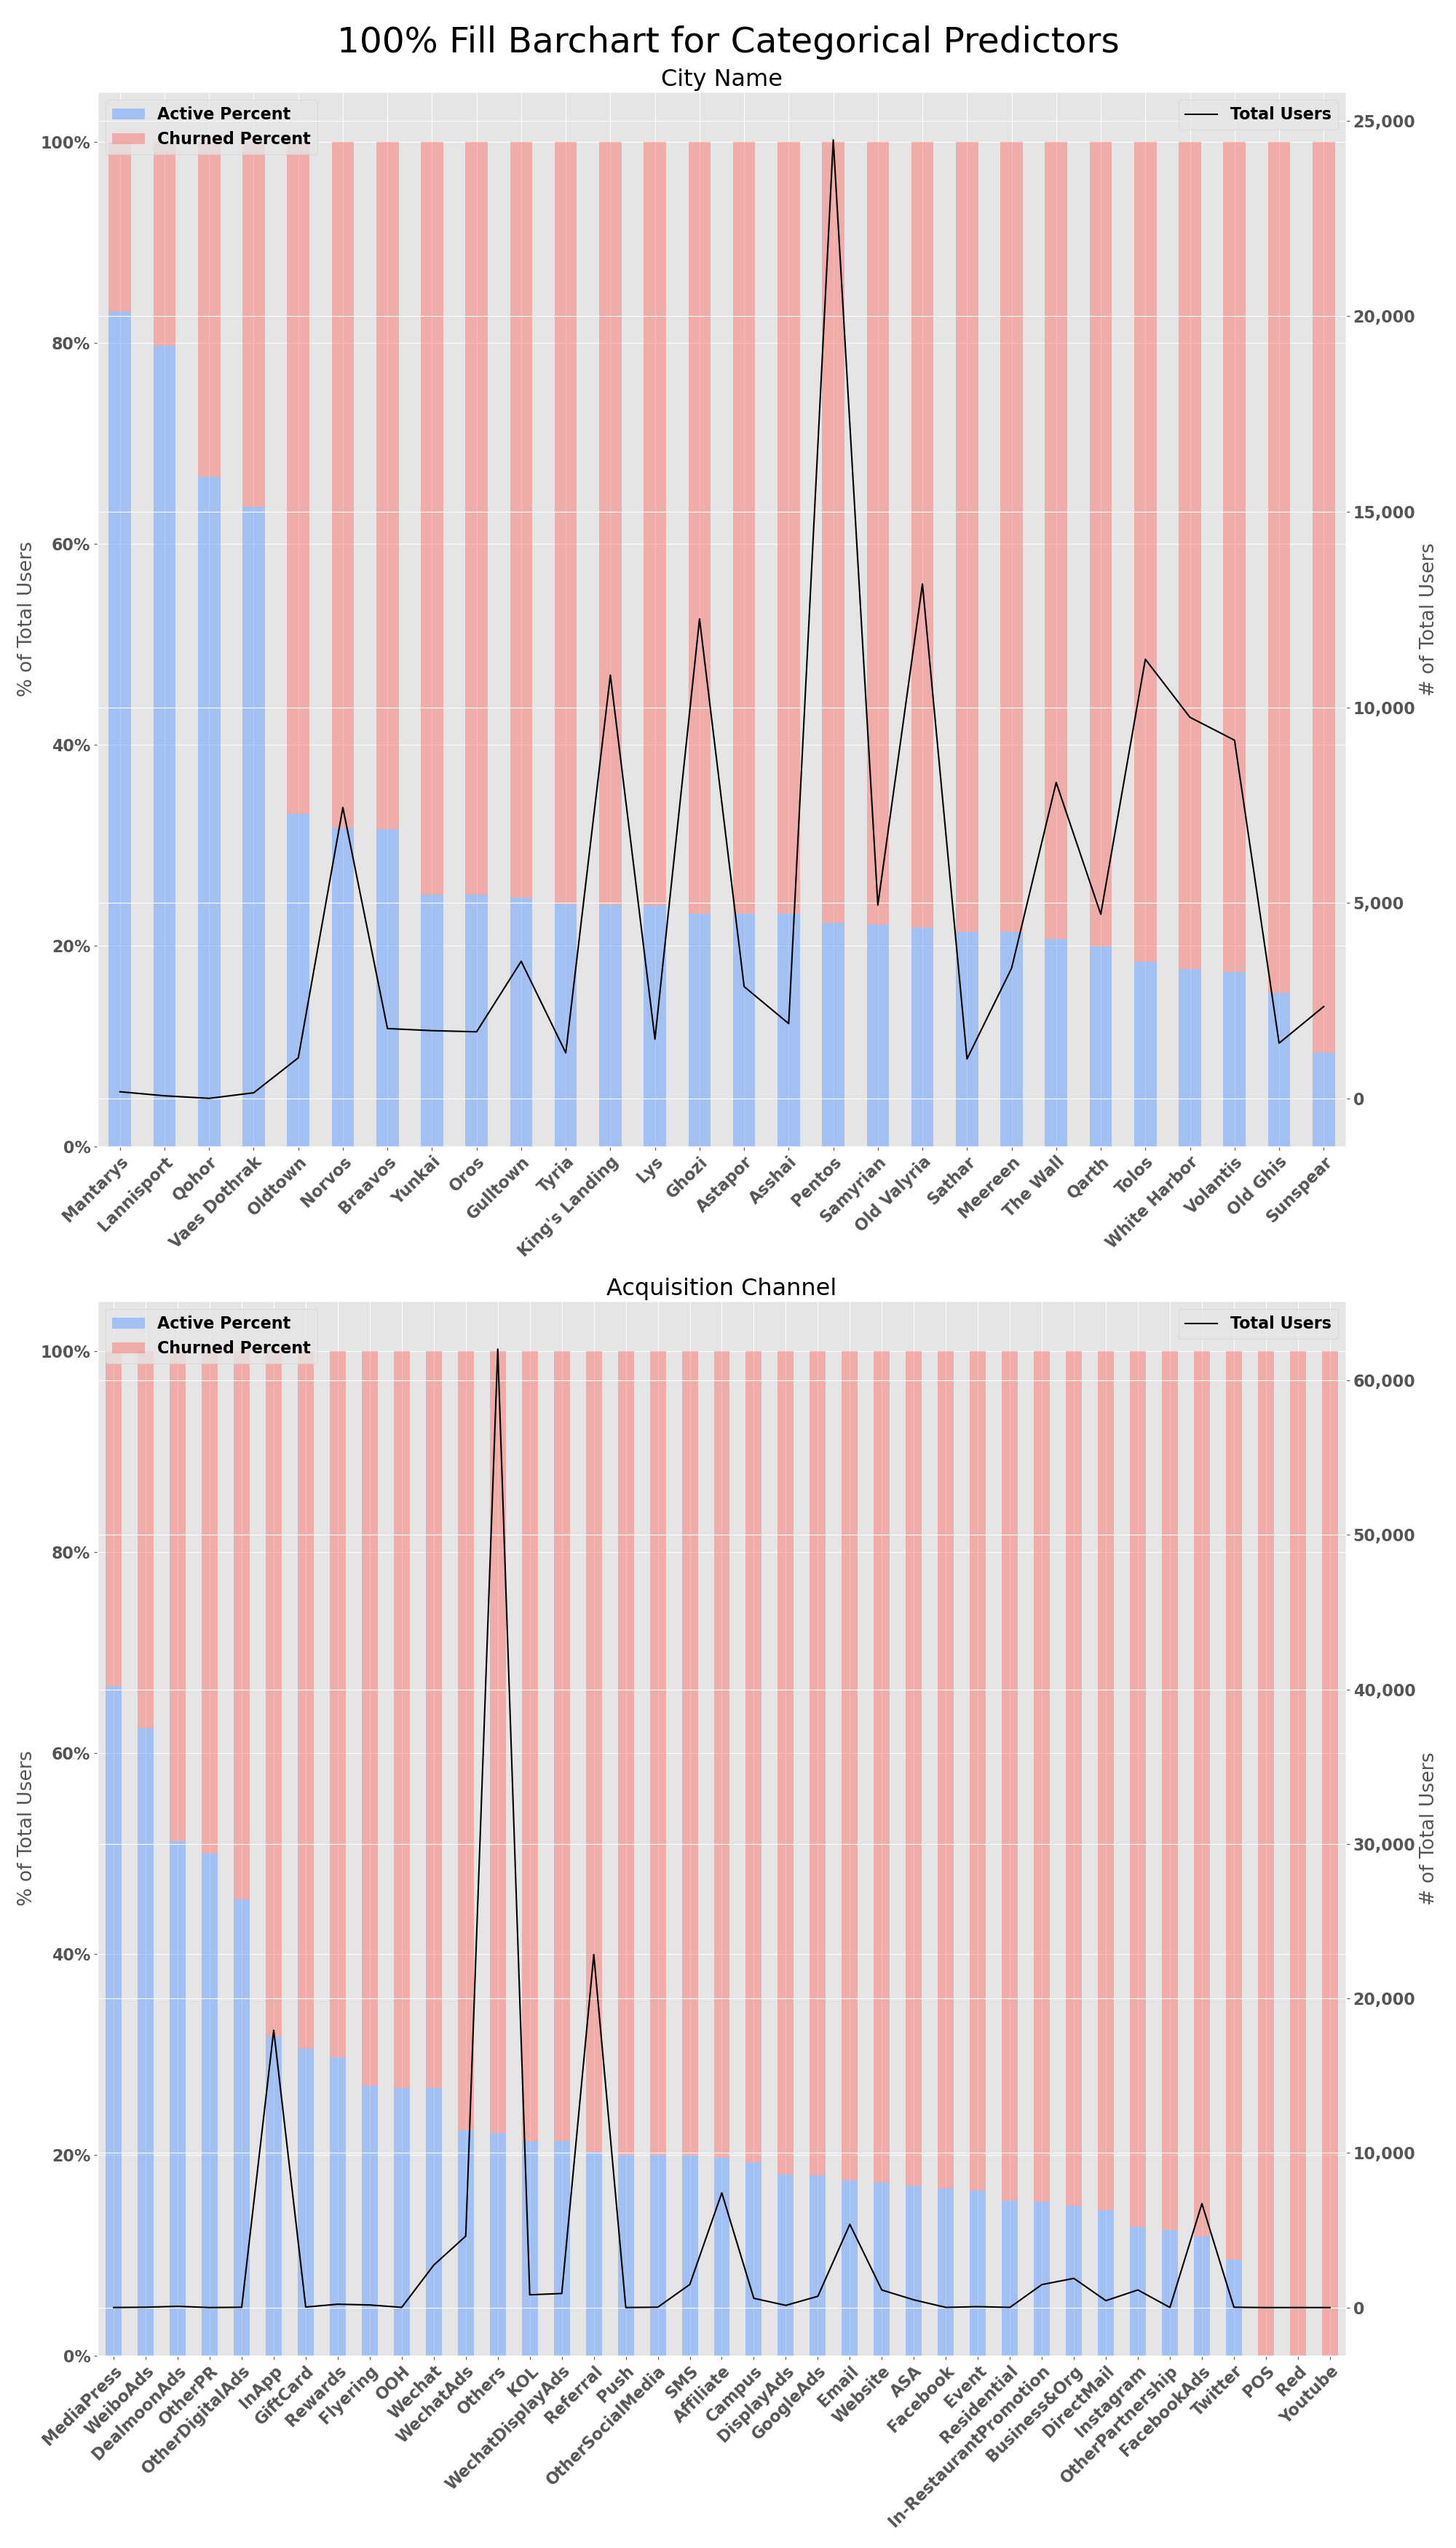 100% Fill Barchart for Categorical Predictors
City Name
Active Percent
Churned Percent
Total Users
100%
80%
60%
40%
20%
0%
% of Total Users
25,000
20,000
15,000
10,000
5,000
0
# of Total Users
Mantarys
Lannisport
Qohor
Vaes Dothrak
Oldtown
Norvos
Braavos
Yunkai
Oros
Gulltown
Tyria
King's Landing
Lys
Ghozi
Astapor
Asshai
Pentos
Samyrian
Old Valyria
Sathar
Meereen
The Wall
Qarth
Tolos
White Harbor
Volantis
Old Ghis
Sunspear
Acquisition Channel
Active Percent
Churned Percent
Total Users
100%
80%
60%
40%
20%
0%
% of Total Users
60,000
50,000
40,000
30,000
20,000
10,000
0
# of Total Users
MediaPress
WeiboAds
DealmoonAds
OtherPR
OtherDigitalAds
InApp
GiftCard
Rewards
Flyering
OOH
Wechat
WechatAds
Others
KOL
WechatDisplayAds
Referral
Push
OtherSocialMedia
SMS
Affiliate
Campus
DisplayAds
GoogleAds
Email
Website
ASA
Facebook
Event
Residential
In-RestaurantPromotion
Business&Org
DirectMail
Instagram
OtherPartnership
FacebookAds
Twitter
POS
Red
Youtube